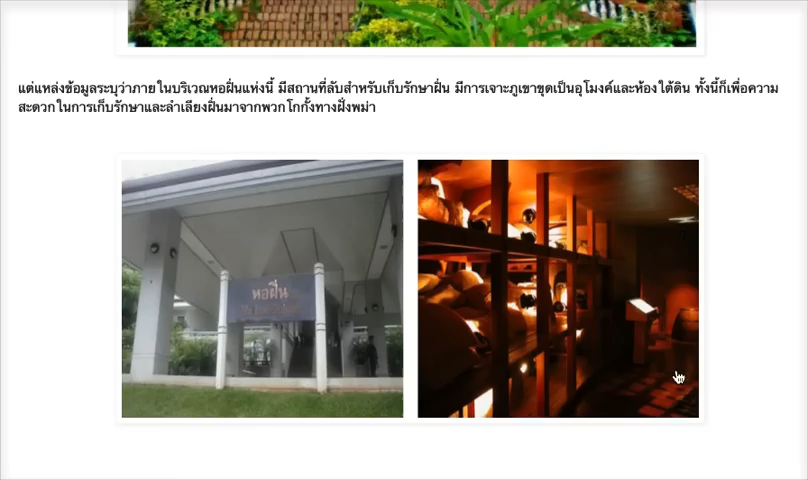 แต่แหล่งข้อมูลระบุว่าภายในบริเวณหอฝิ่นแห่งนี้ มีสถานที่ลับสำหรับเก็บรักษาฝิ่น มีการเจาะภูเขาขุดเป็นอุโมงค์และห้องใต้ดิน ทั้งนี้ก็เพื่อความ
สะดวกในการเก็บรักษาและลำเลียงฝิ่นมาจากพวกโกกั้งทางฝั่งพม่า
หอฝิ่น